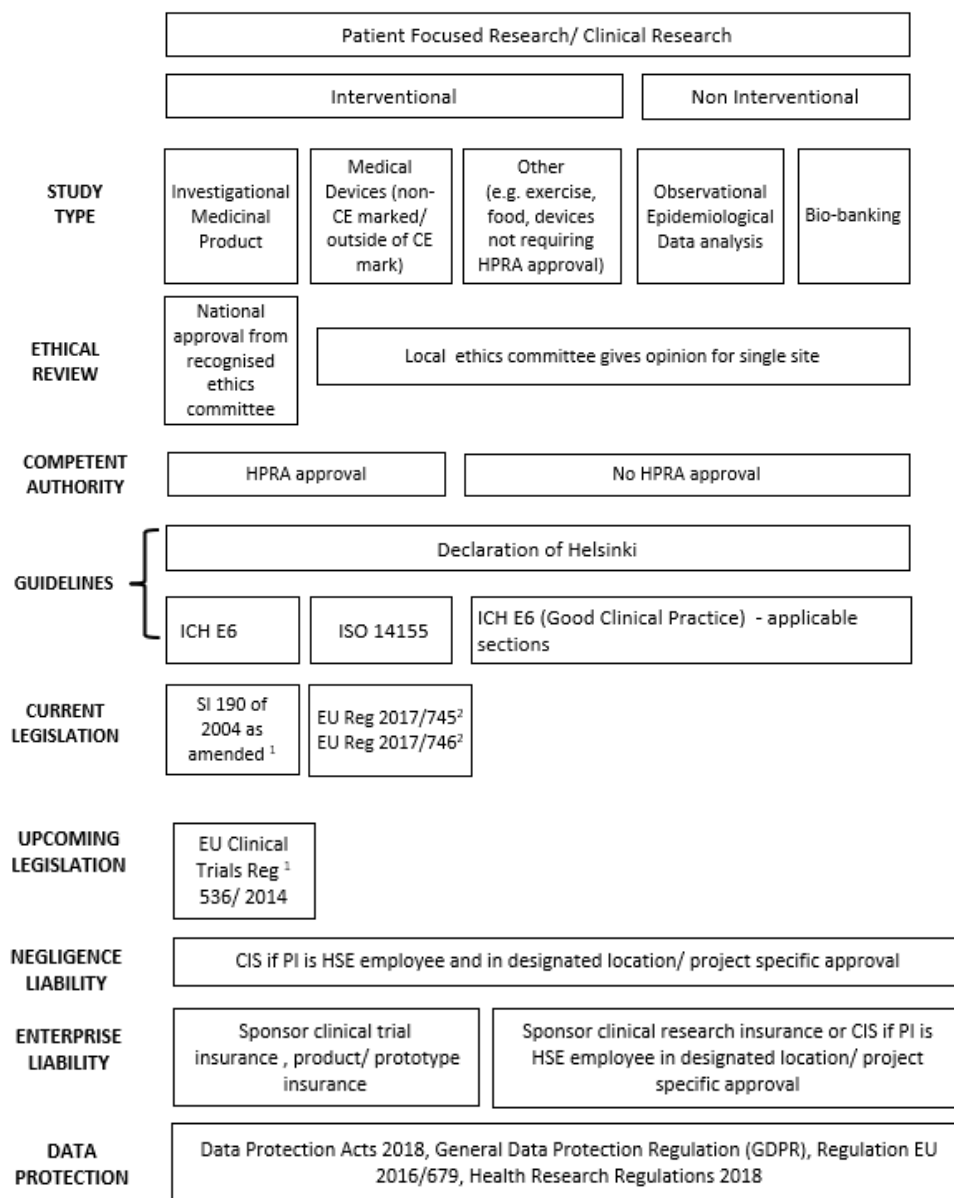 Patient Focused Research/ Clinical Research
Interventional
Non Interventional
STUDY
TYPE
Investigational
Medicinal
Product
Medical
Devices (non-
CE marked/
outside of CE
mark)
Other
(e.g. exercise,
food, devices
not requiring
HPRA approval)
Observational
Epidemiological
Data analysis
Bio-banking
ETHICAL
REVIEW
National
approval from
recognised
ethics
committee
Local ethics committee gives opinion for single site
COMPETENT
AUTHORITY
HPRA approval
No HPRA approval
GUIDELINES
Declaration of Helsinki
ICH E6
ISO 14155
ICH E6 (Good Clinical Practice) - applicable
sections
CURRENT
LEGISLATION
SI 190 of
2004 as
amended ¹
EU Reg 2017/745²
EU Reg 2017/746²
UPCOMING
LEGISLATION
EU Clinical
Trials Reg ¹
536/ 2014
NEGLIGENCE
LIABILITY
CIS if PI is HSE employee and in designated location/ project specific approval
ENTERPRISE
LIABILITY
Sponsor clinical trial
insurance , product/ prototype
insurance
Sponsor clinical research insurance or CIS if PI is
HSE employee in designated location/ project
specific approval
DATA
PROTECTION
Data Protection Acts 2018, General Data Protection Regulation (GDPR), Regulation EU
2016/679, Health Research Regulations 2018